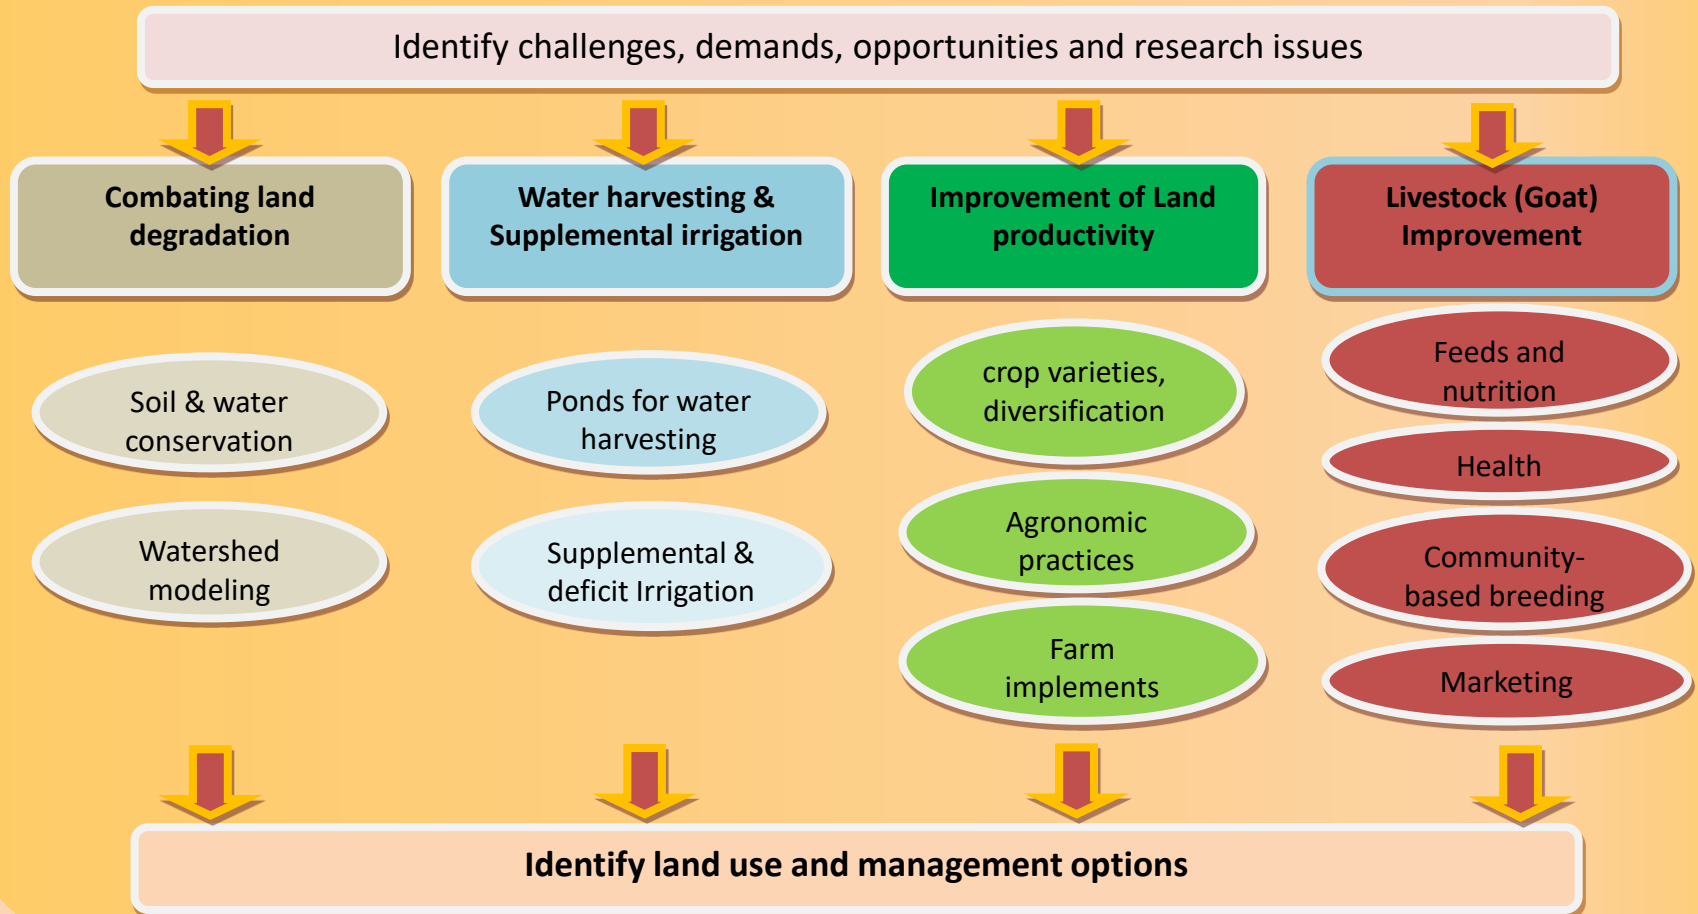 Identify challenges, demands, opportunities and research issues
Combating land
degradation
Water harvesting &
Supplemental irrigation
Improvement of Land
productivity
Livestock (Goat)
Improvement
Soil & water
conservation
Watershed
modeling
Ponds for water
harvesting
Supplemental &
deficit Irrigation
crop varieties,
diversification
Agronomic
practices
Farm
implements
Feeds and
nutrition
Health
Community-
based breeding
Marketing
Identify land use and management options